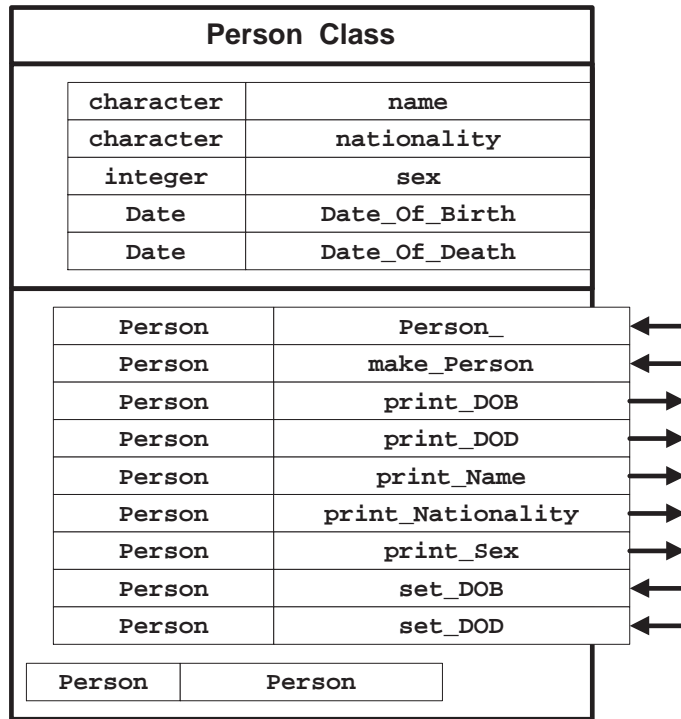 Person Class
character name
character nationality
integer sex
Date Date_Of_Birth
Date Date_Of_Death
Person Person_
Person make_Person
Person print_DOB
Person print_DOD
Person print_Name
Person print_Nationality
Person print_Sex
Person set_DOB
Person set_DOD
Person Person